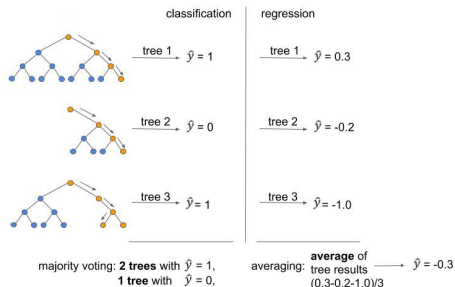 classification regression
tree 1 ŷ = 1 tree 1 ŷ = 0.3
tree 2 ŷ = 0 tree 2 ŷ = -0.2
tree 3 ŷ = 1 tree 3 ŷ = -1.0
majority voting: 2 trees with ŷ = 1,
1 tree with ŷ = 0,
averaging: average of
tree results
(0.3-0.2-1.0)/3
ŷ = -0.3